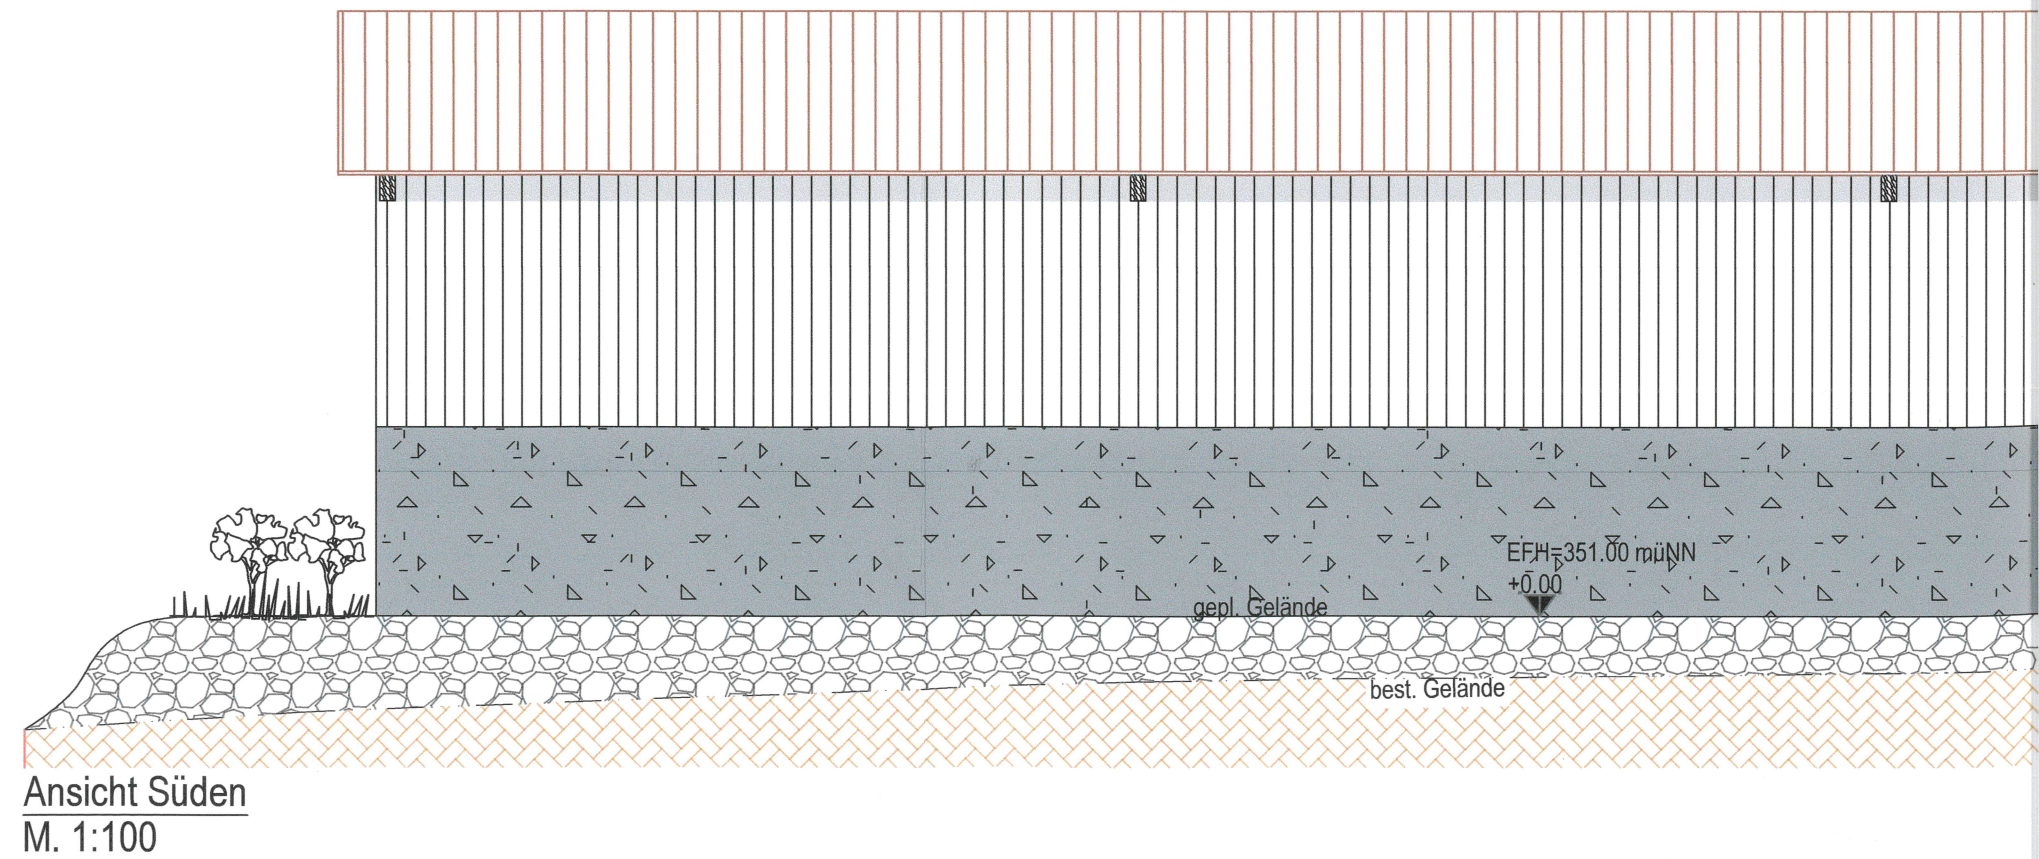 EFH=351.00 müNN
+0.00
gepl. Gelände
best. Gelände
Ansicht Süden
M. 1:100